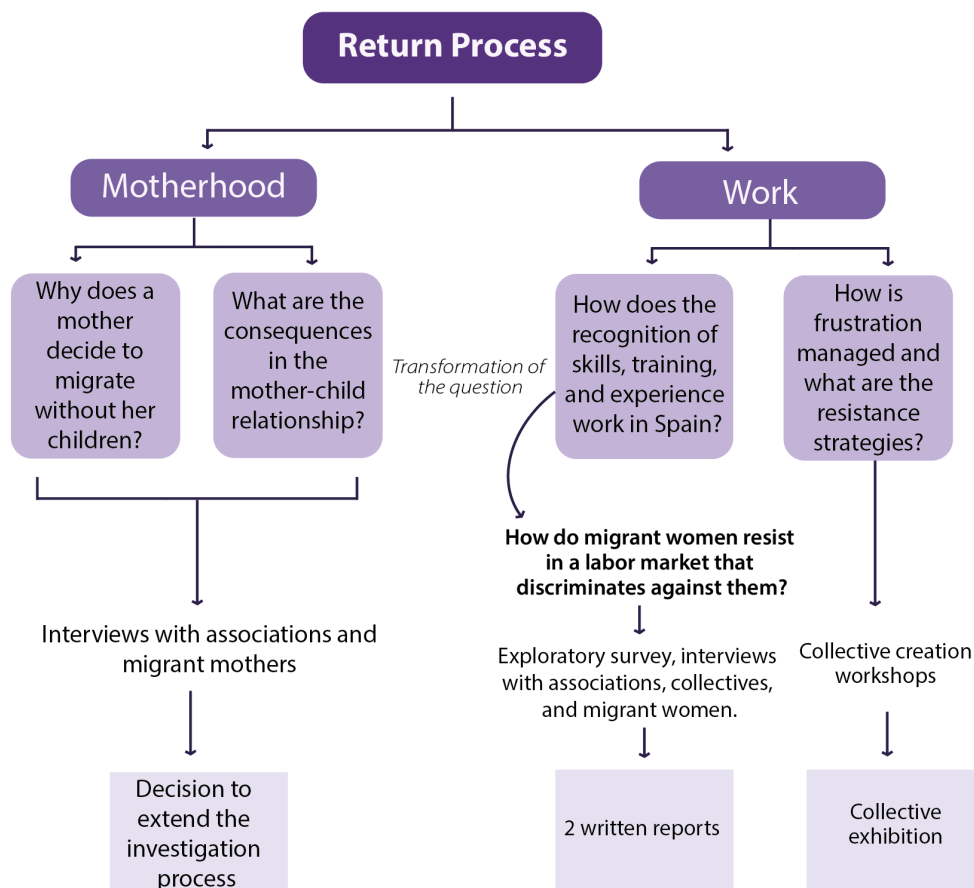 Return Process
Motherhood
Work
Why does a
mother
decide to
migrate
without her
children?
What are the
consequences
in the
mother-child
relationship?
Transformation of
the question
How does the
recognition of
skills, training,
and experience
work in Spain?
How is
frustration
managed and
what are the
resistance
strategies?
How do migrant women resist
in a labor market that
discriminates against them?
Interviews with associations and
migrant mothers
Exploratory survey, interviews
with associations, collectives,
and migrant women.
Collective creation
workshops
Decision to
extend the
investigation
process
2 written reports
Collective
exhibition